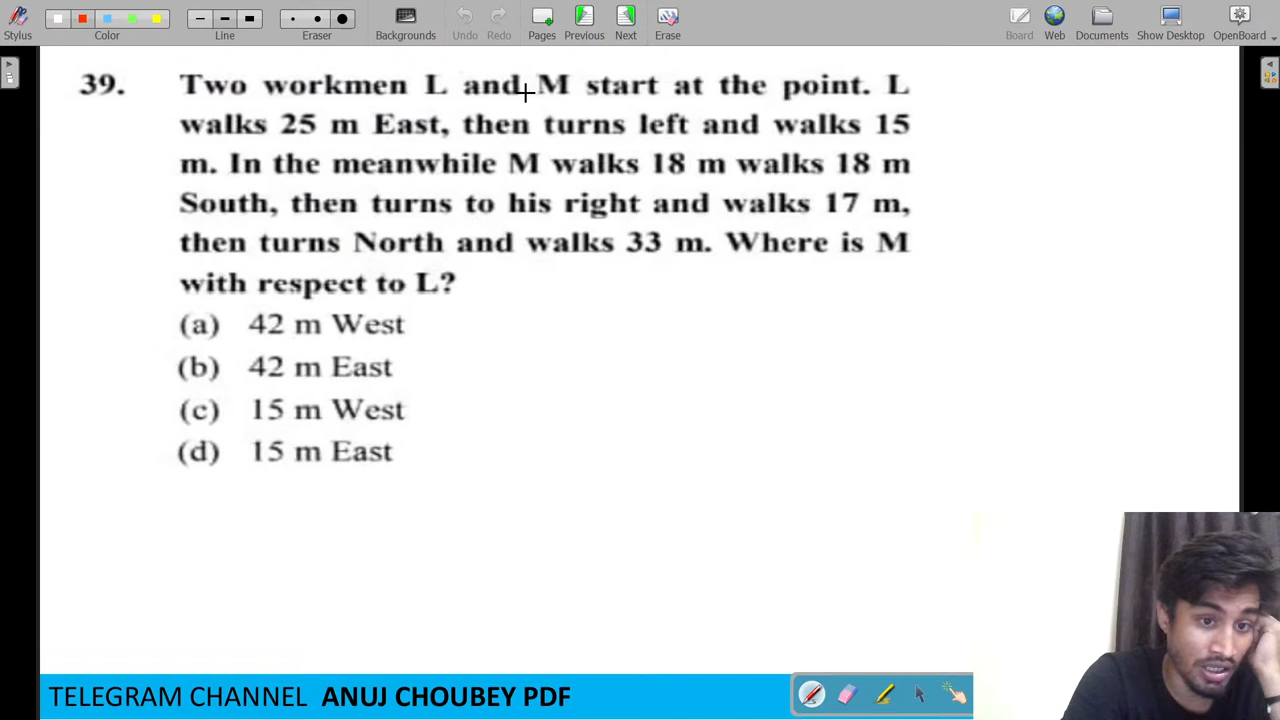 Stylus
Color
Line
Eraser
Backgrounds
Undo
Redo
Pages
Previous
Next
Erase
Board
Web
Documents
Show Desktop
OpenBoard
39. Two workmen L and M start at the point. L
walks 25 m East, then turns left and walks 15
m. In the meanwhile M walks 18 m walks 18 m
South, then turns to his right and walks 17 m,
then turns North and walks 33 m. Where is M
with respect to L?
(a) 42 m West
(b) 42 m East
(c) 15 m West
(d) 15 m East
TELEGRAM CHANNEL ANUJ CHOUBEY PDF